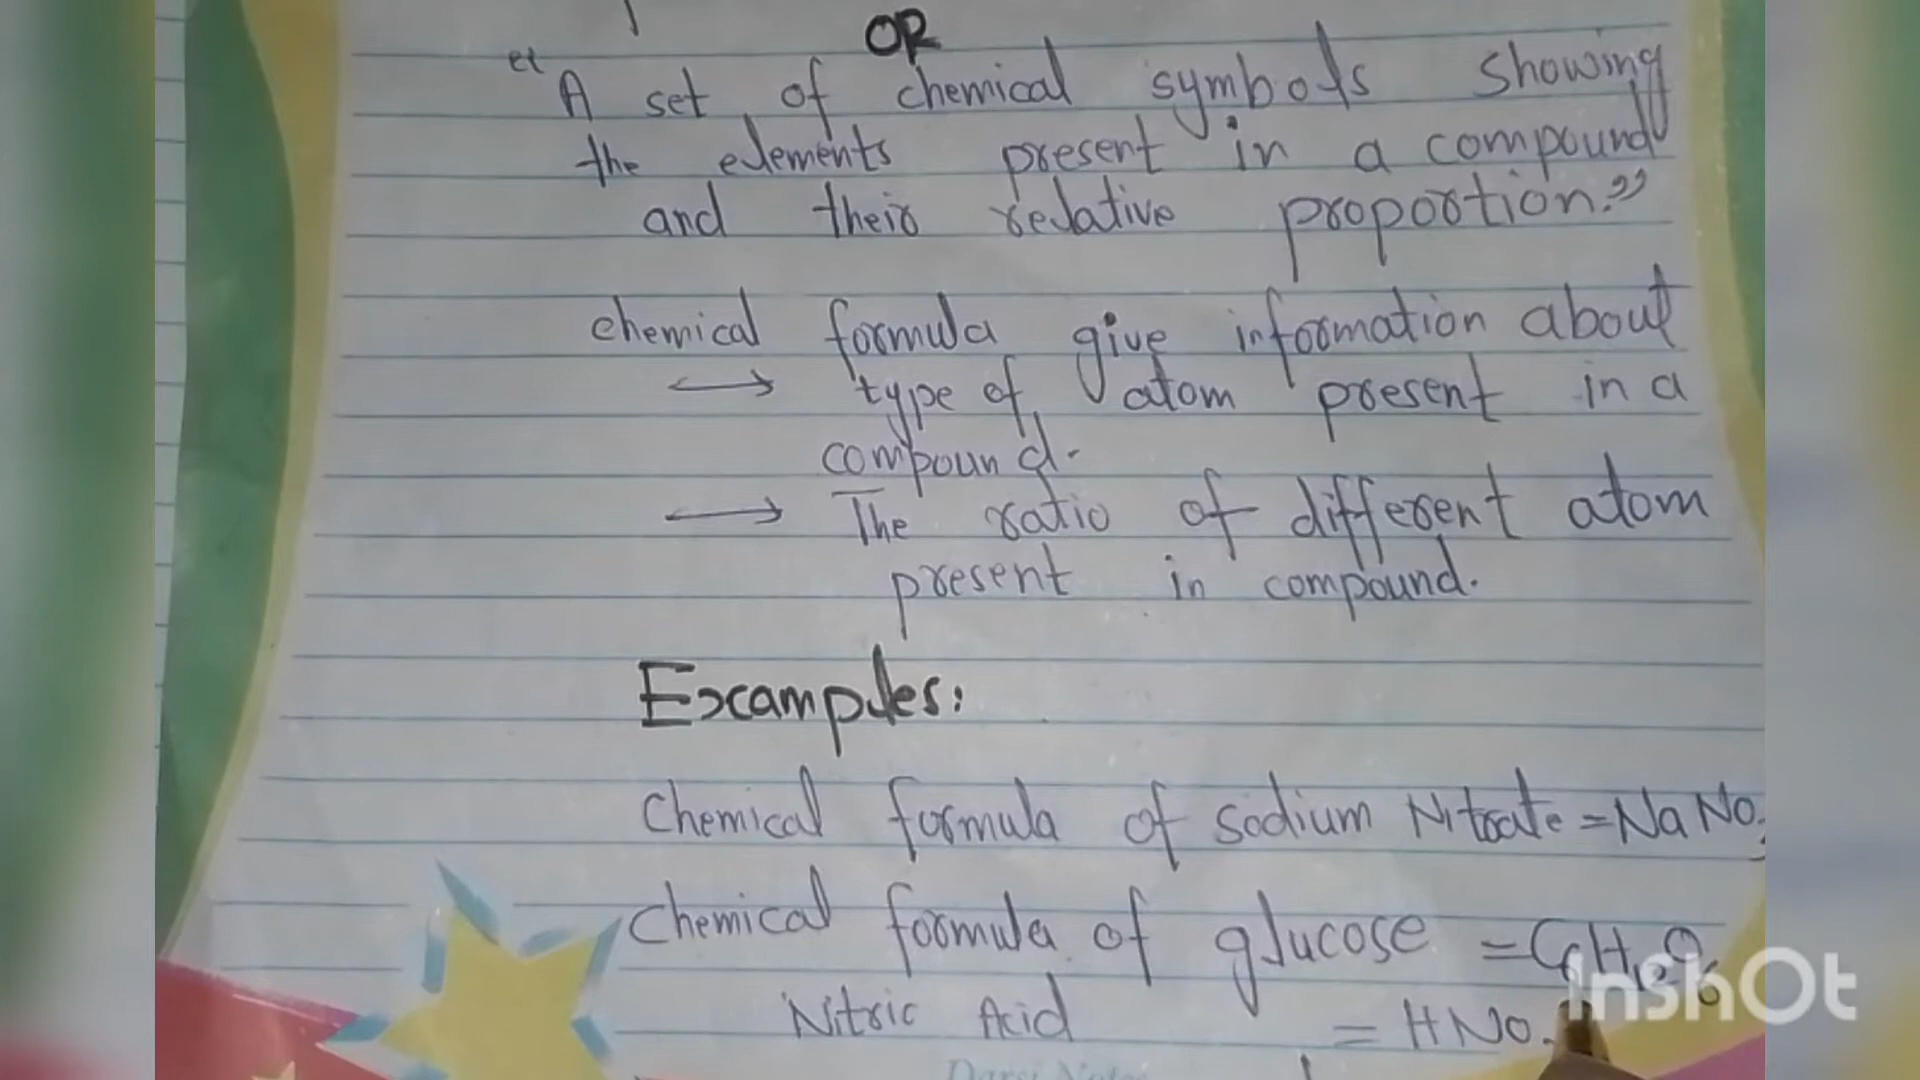 OR
" A set of chemical symbols showing
the elements present in a compound
and their relative proportion."
chemical formula give information about
→ type of atom present in a
compound.
→ The ratio of different atom
present in compound.
Examples:
Chemical formula of sodium Nitrate = NaNO3
Chemical formula of glucose = C6H12O6
Nitric Acid = HNO
InShOt